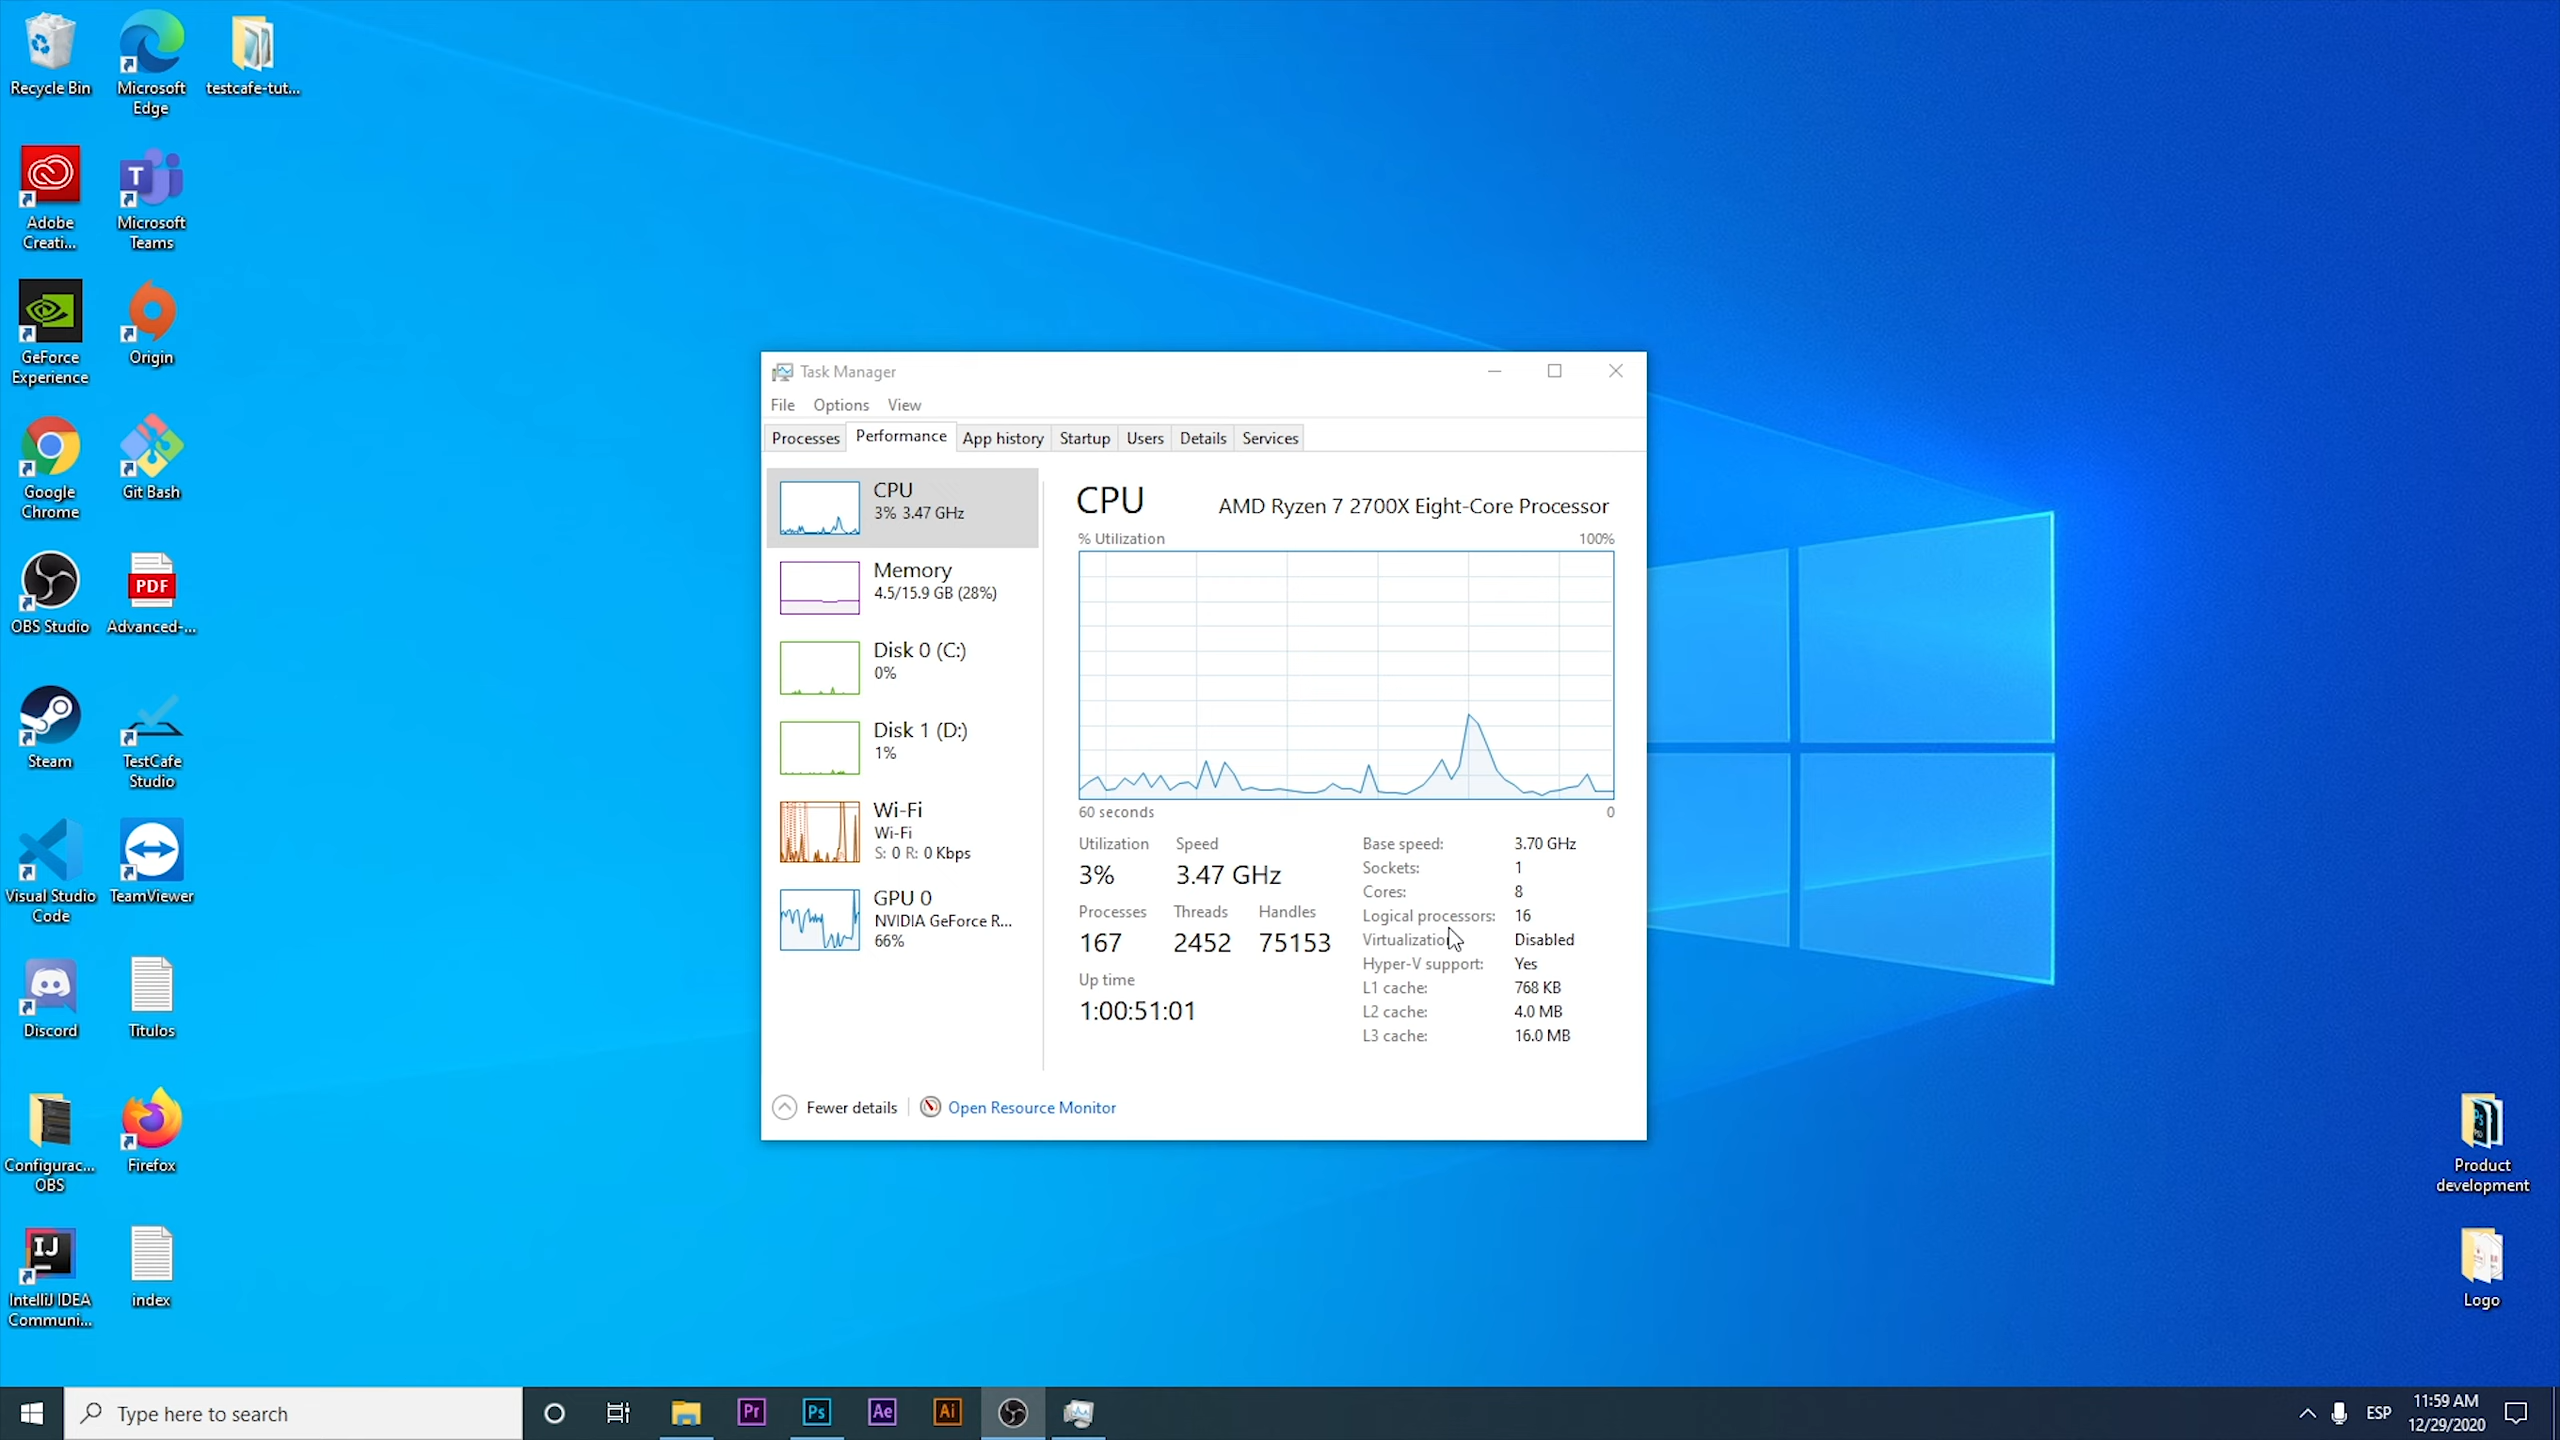 Recycle Bin
Microsoft
Edge
testcafe-tut...
Adobe
Creati...
Microsoft
Teams
GeForce
Experience
Origin
Google
Chrome
Git Bash
OBS Studio
PDF
Advanced-...
Steam
TestCafe
Studio
Visual Studio
Code
TeamViewer
Discord
Titulos
Configurac...
OBS
Firefox
IJ
IntelliJ IDEA
Communi...
index
Product
development
Logo
Task Manager
File Options View
Processes Performance App history Startup Users Details Services
CPU
3% 3.47 GHz
Memory
4.5/15.9 GB (28%)
Disk 0 (C:)
0%
Disk 1 (D:)
1%
Wi-Fi
Wi-Fi
S: 0 R: 0 Kbps
GPU 0
NVIDIA GeForce R...
66%
CPU AMD Ryzen 7 2700X Eight-Core Processor
% Utilization 100%
60 seconds 0
Utilization Speed
3% 3.47 GHz
Processes Threads Handles
167 2452 75153
Up time
1:00:51:01
Base speed: 3.70 GHz
Sockets: 1
Cores: 8
Logical processors: 16
Virtualization Disabled
Hyper-V support: Yes
L1 cache: 768 KB
L2 cache: 4.0 MB
L3 cache: 16.0 MB
Fewer details Open Resource Monitor
Type here to search
Pr Ps Ae Ai
ESP
11:59 AM
12/29/2020